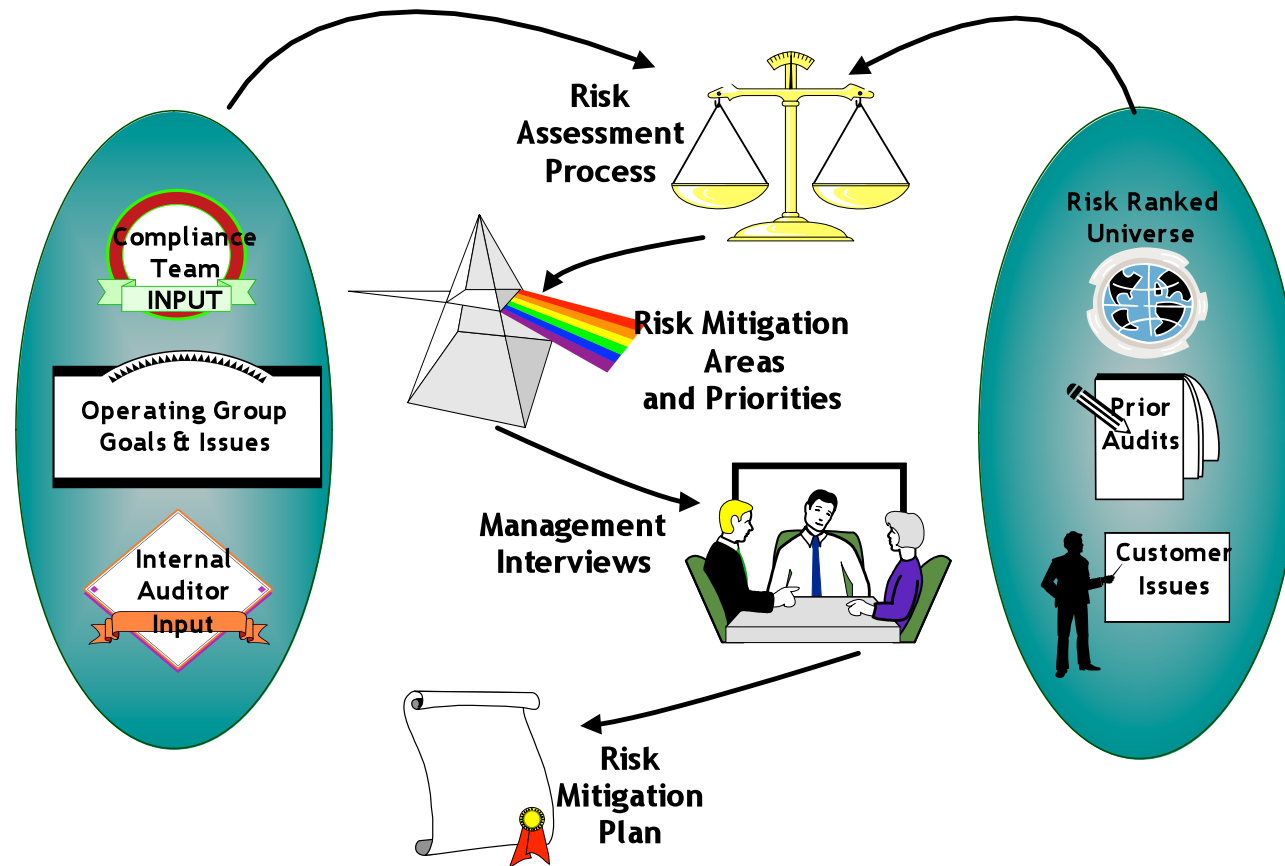 Risk
Assessment
Process
Compliance
Team
INPUT
Operating Group
Goals & Issues
Internal
Auditor
Input
Risk Mitigation
Areas
and Priorities
Management
Interviews
Risk
Mitigation
Plan
Risk Ranked
Universe
Prior
Audits
Customer
Issues